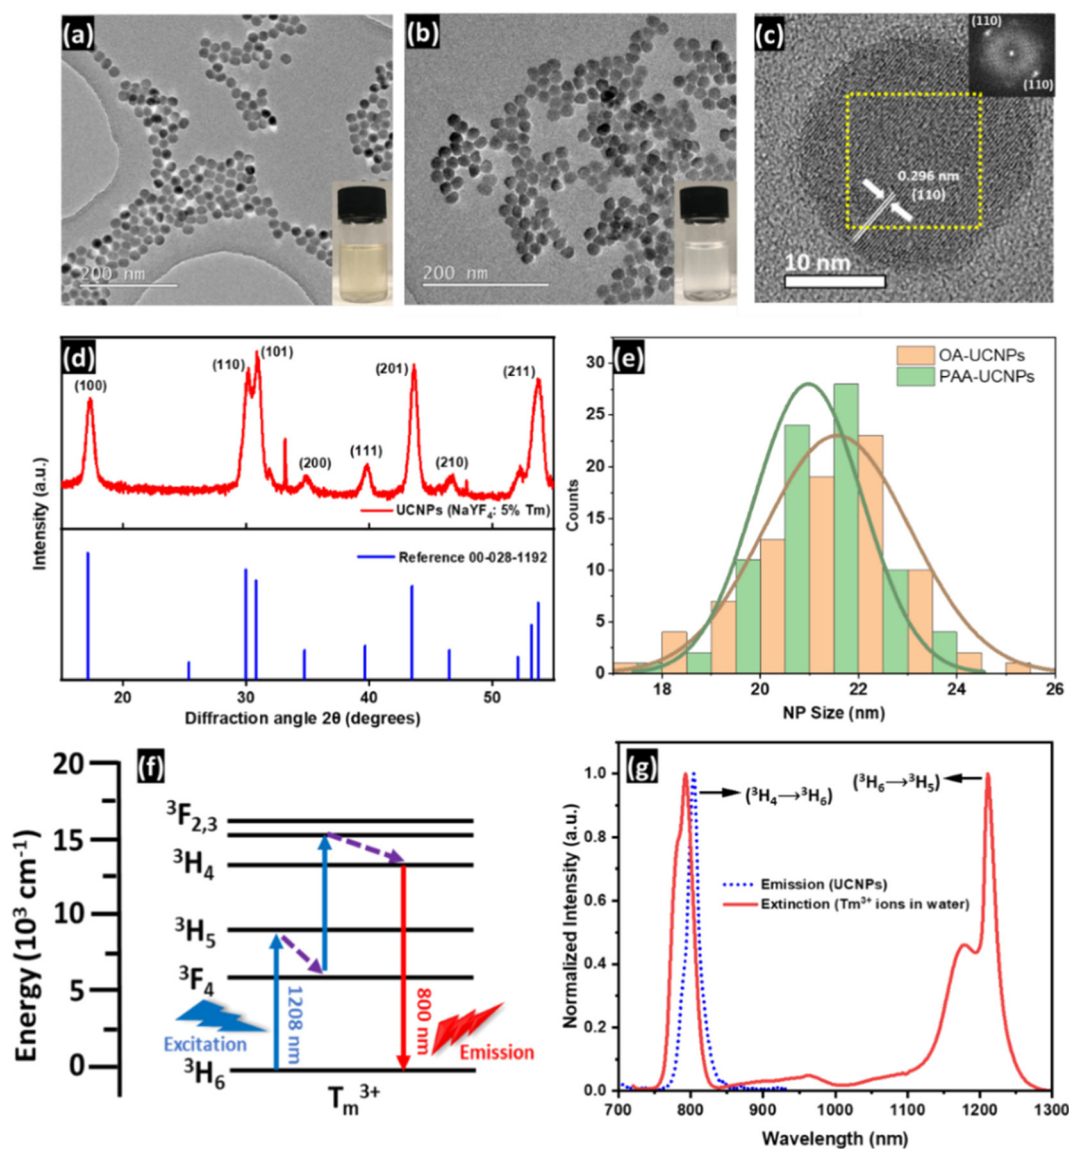 (a)
200 nm
(b)
200 nm
(c)
(110)
(110)
0.296 nm
(110)
10 nm
(d)
(100)
(110)
(101)
(200)
(111)
(201)
(210)
(211)
UCNPs (NaYF₄: 5% Tm)
Reference 00-028-1192
Intensity (a.u.)
20
30
40
50
Diffraction angle 2θ (degrees)
(e)
OA-UCNPs
PAA-UCNPs
Counts
30
25
20
15
10
5
0
18
20
22
24
26
NP Size (nm)
(f)
Energy (10³ cm⁻¹)
20
15
10
5
0
³F₂,₃
³H₄
³H₅
³F₄
³H₆
Excitation
1208 nm
800 nm
Emission
Tₘ³⁺
(g)
(³H₄→³H₆)
(³H₆→³H₅)
Emission (UCNPs)
Extinction (Tm³⁺ ions in water)
Normalized Intensity (a.u.)
1.0
0.8
0.6
0.4
0.2
0.0
700
800
900
1000
1100
1200
1300
Wavelength (nm)